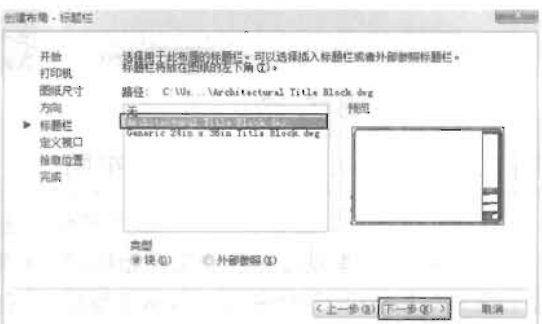 创建布局 - 标题栏
开始
打印机
图纸尺寸
方向
标题栏
定义视口
拾取位置
完成
选择用于此布局的标题栏。可以选择插入标题栏或者外部参照标题栏。
标题栏将放在图纸的左下角(T)。
路径: C:\Us...\Architectural Title Block.dwg
预览
无
Architectural Title Block.dwg
Generic 24in x 36in Title Block.dwg
类型
块(O)
外部参照(X)
< 上一步(B)
下一步(N) >
取消